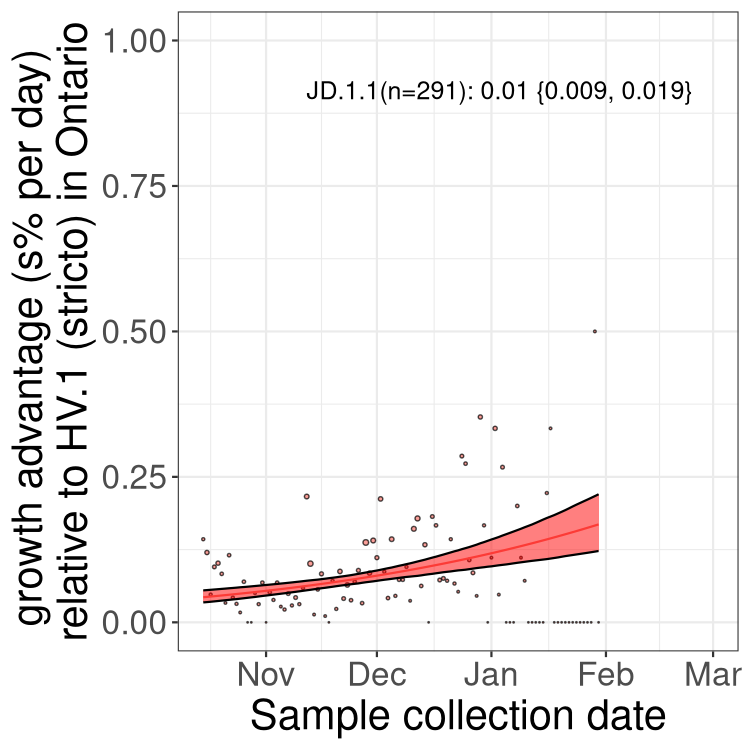 growth advantage (s% per day)
relative to HV.1 (stricto) in Ontario
1.00
JD.1.1(n=291): 0.01 {0.009, 0.019}
0.75
0.50
0.25
0.00
Nov Dec Jan Feb Mar
Sample collection date